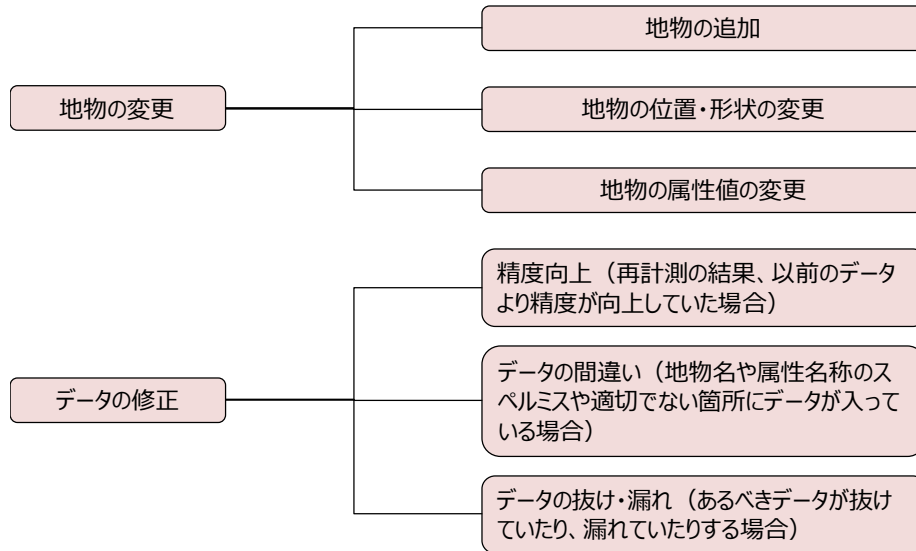 地物の変更
地物の追加
地物の位置・形状の変更
地物の属性値の変更
データの修正
精度向上（再計測の結果、以前のデータ
より精度が向上していた場合）
データの間違い（地物名や属性名称のス
ペルミスや適切でない箇所にデータが入って
いる場合）
データの抜け・漏れ（あるべきデータが抜け
ていたり、漏れていたりする場合）